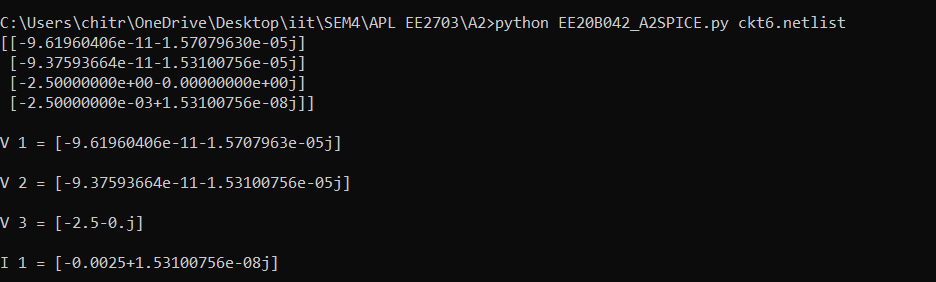 C:\Users\chitr\OneDrive\Desktop\iit\SEM4\APL EE2703\A2>python EE20B042_A2SPICE.py ckt6.netlist
[[-9.61960406e-11-1.57079630e-05j]
 [-9.37593664e-11-1.53100756e-05j]
 [-2.50000000e+00-0.00000000e+00j]
 [-2.50000000e-03+1.53100756e-08j]]
V 1 = [-9.61960406e-11-1.5707963e-05j]
V 2 = [-9.37593664e-11-1.53100756e-05j]
V 3 = [-2.5-0.j]
I 1 = [-0.0025+1.53100756e-08j]